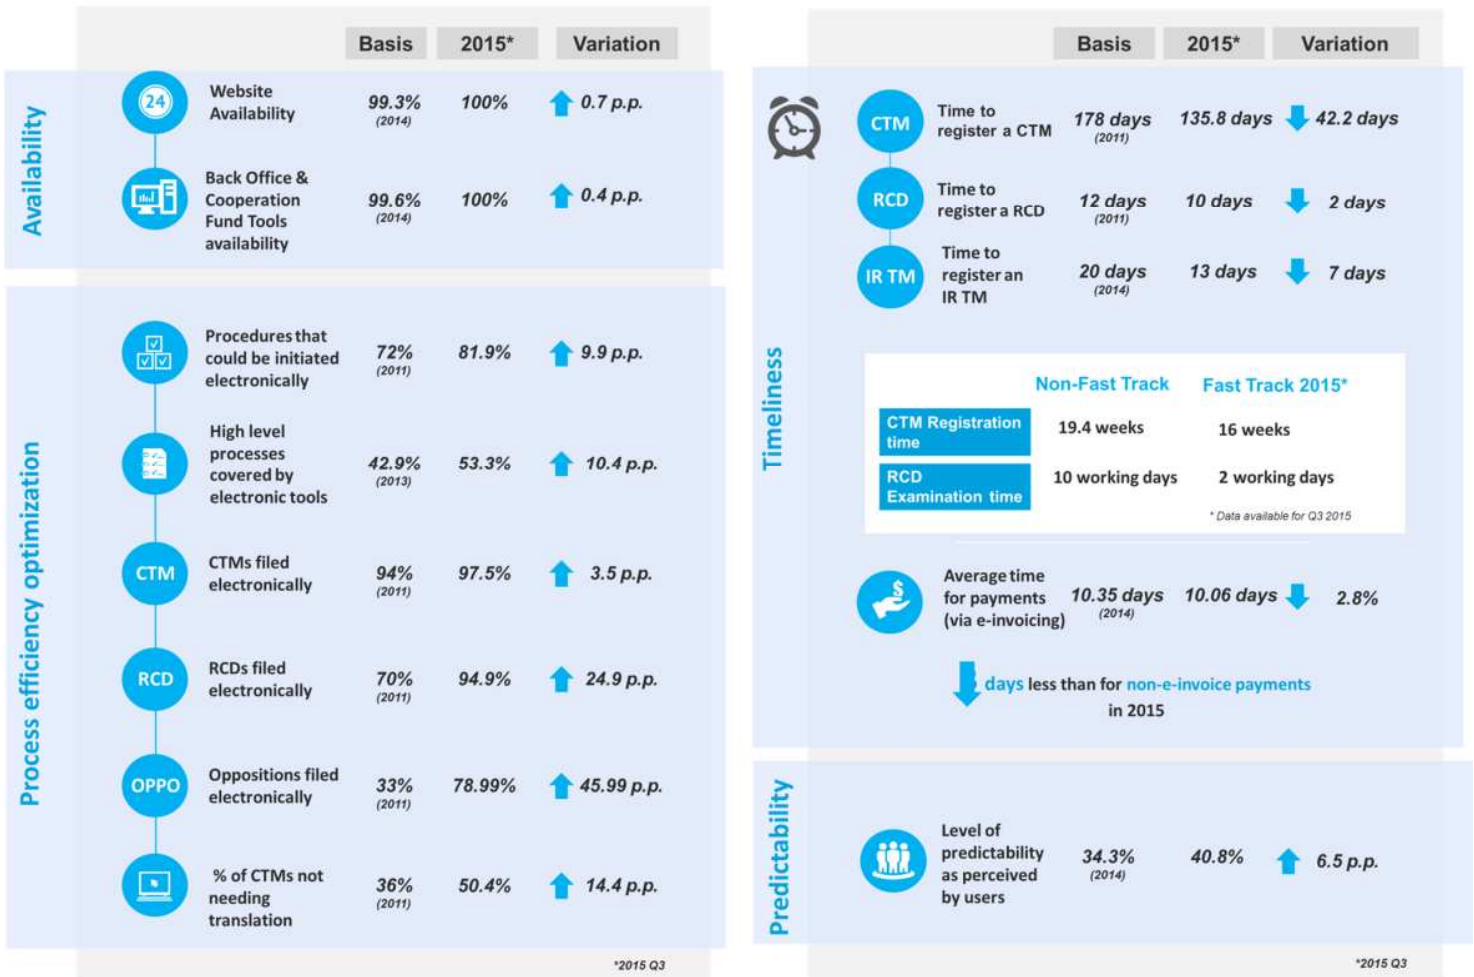 Basis 2015* Variation
Availability
24
Website
Availability
99.3%
(2014)
100%
0.7 p.p.
Back Office &
Cooperation
Fund Tools
availability
99.6%
(2014)
100%
0.4 p.p.
Process efficiency optimization
Procedures that
could be initiated
electronically
72%
(2011)
81.9%
9.9 p.p.
High level
processes
covered by
electronic tools
42.9%
(2013)
53.3%
10.4 p.p.
CTM
CTMs filed
electronically
94%
(2011)
97.5%
3.5 p.p.
RCD
RCDs filed
electronically
70%
(2011)
94.9%
24.9 p.p.
OPPO
Oppositions filed
electronically
33%
(2011)
78.99%
45.99 p.p.
% of CTMs not
needing
translation
36%
(2011)
50.4%
14.4 p.p.
*2015 Q3
Basis 2015* Variation
Timeliness
CTM
Time to
register a CTM
178 days
(2011)
135.8 days
42.2 days
RCD
Time to
register a RCD
12 days
(2011)
10 days
2 days
IR TM
Time to
register an
IR TM
20 days
(2014)
13 days
7 days
Non-Fast Track Fast Track 2015*
CTM Registration
time
19.4 weeks
16 weeks
RCD
Examination time
10 working days
2 working days
* Data available for Q3 2015
$
Average time
for payments
(via e-invoicing)
10.35 days
(2014)
10.06 days
2.8%
days less than for non-e-invoice payments
in 2015
Predictability
Level of
predictability
as perceived
by users
34.3%
(2014)
40.8%
6.5 p.p.
*2015 Q3